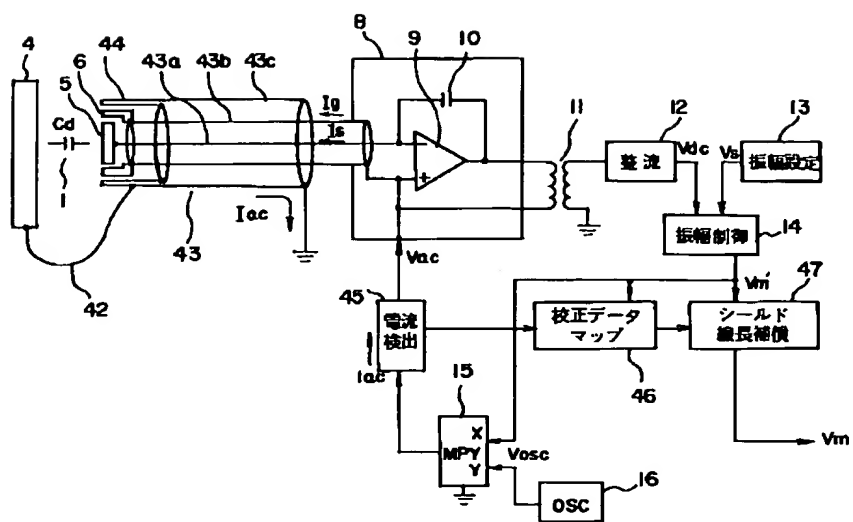 8
9
10
4
44
6
5
43a
43b
43c
Ig
Is
Cd
1
11
12
13
整流
Vdc
Vs
振幅設定
振幅制御
14
Iac
43
42
Vac
45
電流
検出
Iac
Vm'
47
校正データ
マップ
46
シールド
線長補償
15
X
MPY
Y
Vosc
OSC
16
Vm